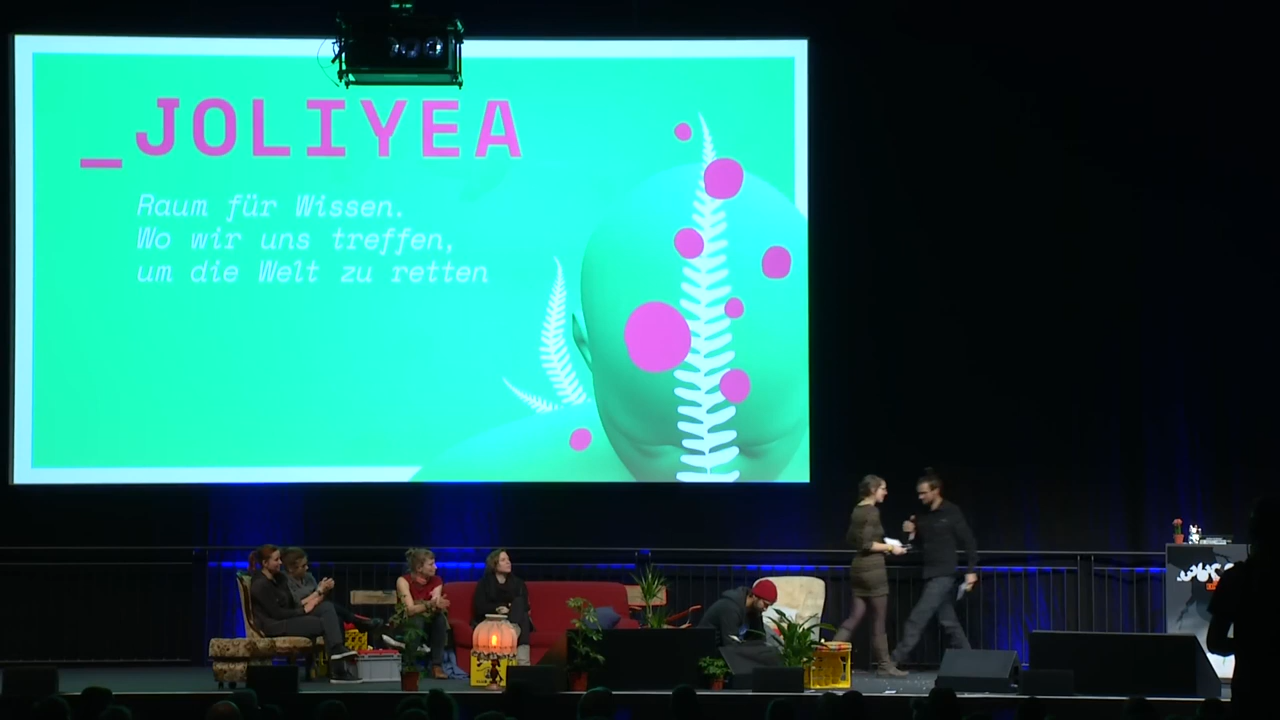 _JOLIYEA
Raum für Wissen.
Wo wir uns treffen,
um die Welt zu retten